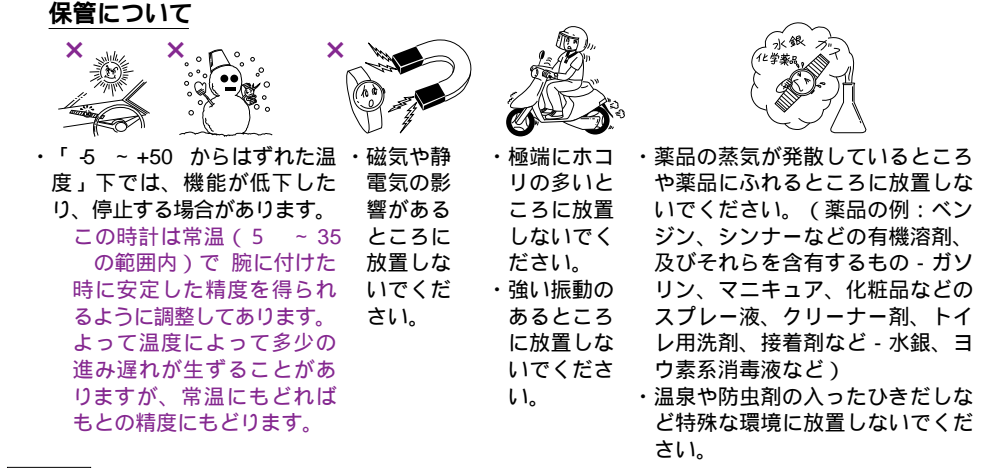 保管について
×
×
×
水銀 ガス
化学薬品
・「 -5 ～ +50 からはずれた温
度」下では、機能が低下した
り、停止する場合があります。
この時計は常温（ 5 ～ 35
の範囲内）で 腕に付けた
時に安定した精度を得られ
るように調整してあります。
よって温度によって多少の
進み遅れが生ずることがあ
りますが、常温にもどれば
もとの精度にもどります。
・磁気や静
電気の影
響がある
ところに
放置しな
いでくだ
さい。
・極端にホコ
リの多いと
ころに放置
しないでく
ださい。
・強い振動の
あるところ
に放置しな
いでくださ
い。
・薬品の蒸気が発散しているところ
や薬品にふれるところに放置しな
いでください。（薬品の例：ベン
ジン、シンナーなどの有機溶剤、
及びそれらを含有するもの - ガソ
リン、マニキュア、化粧品などの
スプレー液、クリーナー剤、トイ
レ用洗剤、接着剤など - 水銀、ヨ
ウ素系消毒液など）
・温泉や防虫剤の入ったひきだしな
ど特殊な環境に放置しないでくだ
さい。